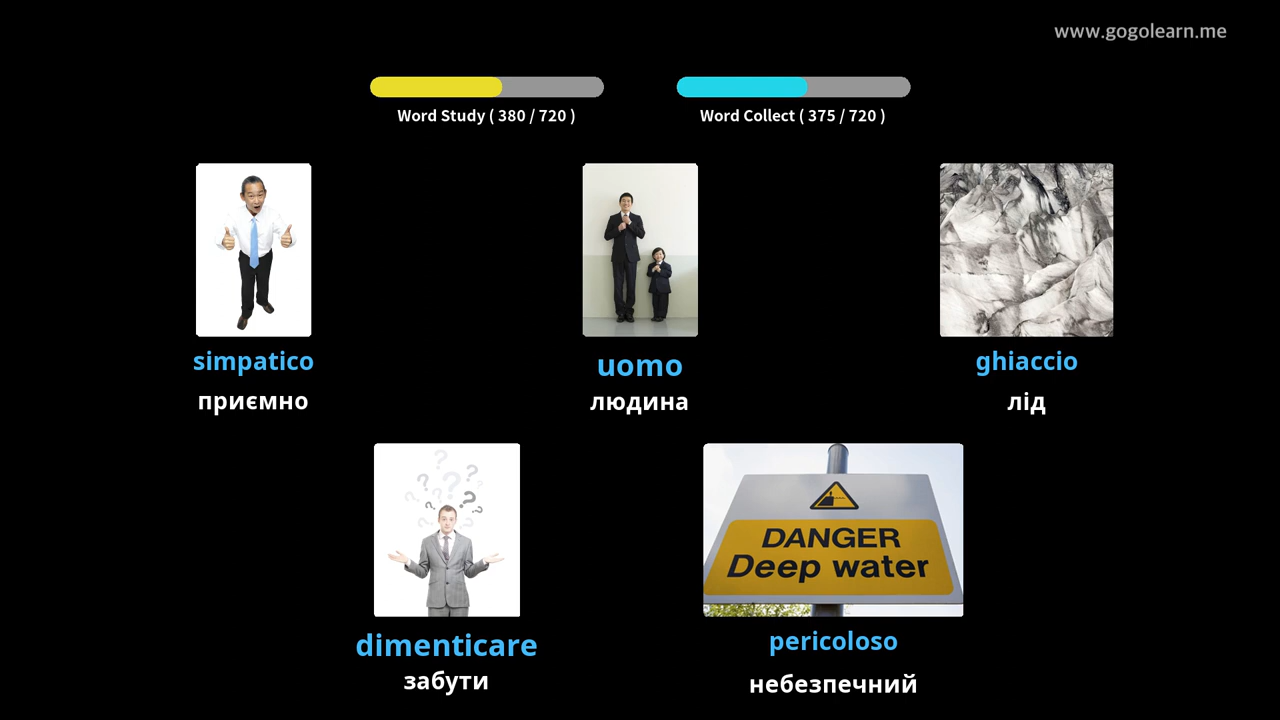 www.gogolearn.me
Word Study ( 380 / 720 )
Word Collect ( 375 / 720 )
simpatico
приємно
uomo
людина
ghiaccio
лід
dimenticare
забути
DANGER
Deep water
pericoloso
небезпечний